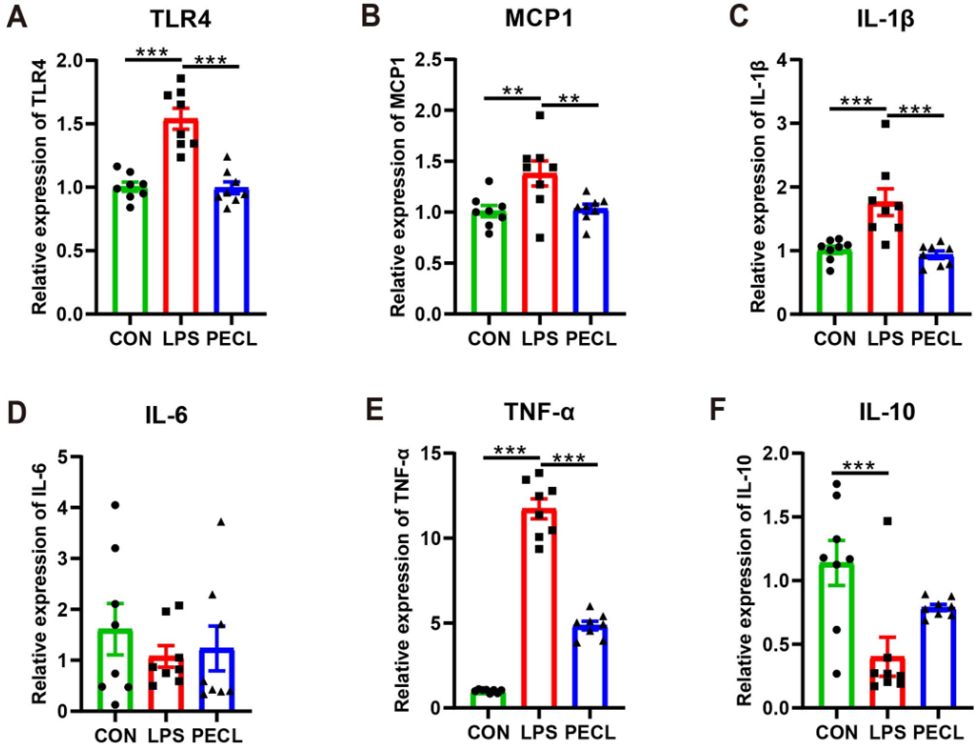 A TLR4
Relative expression of TLR4
2.0
1.5
1.0
0.5
0.0
*** ***
CON LPS PECL
B MCP1
Relative expression of MCP1
2.5
2.0
1.5
1.0
0.5
0.0
** **
CON LPS PECL
C IL-1β
Relative expression of IL-1β
4
3
2
1
0
*** ***
CON LPS PECL
D IL-6
Relative expression of IL-6
5
4
3
2
1
0
CON LPS PECL
E TNF-α
Relative expression of TNF-α
15
10
5
0
*** ***
CON LPS PECL
F IL-10
Relative expression of IL-10
2.0
1.5
1.0
0.5
0.0
***
CON LPS PECL